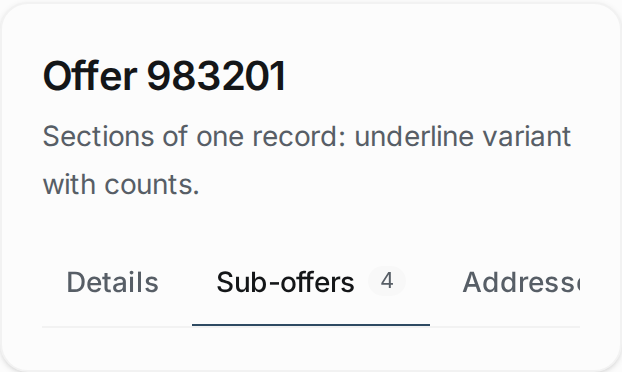 Offer 983201
Sections of one record: underline variant
with counts.
Details Sub-offers 4